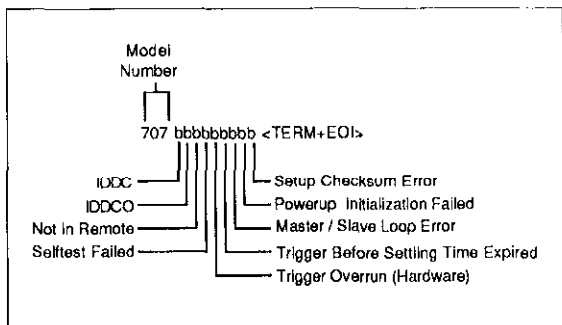 Model
Number
707 bbbbbbbbb <TERM+EOI>
IDDC
Setup Checksum Error
IDDCO
Powerup Initialization Failed
Not in Remote
Master / Slave Loop Error
Selftest Failed
Trigger Before Settling Time Expired
Trigger Overrun (Hardware)